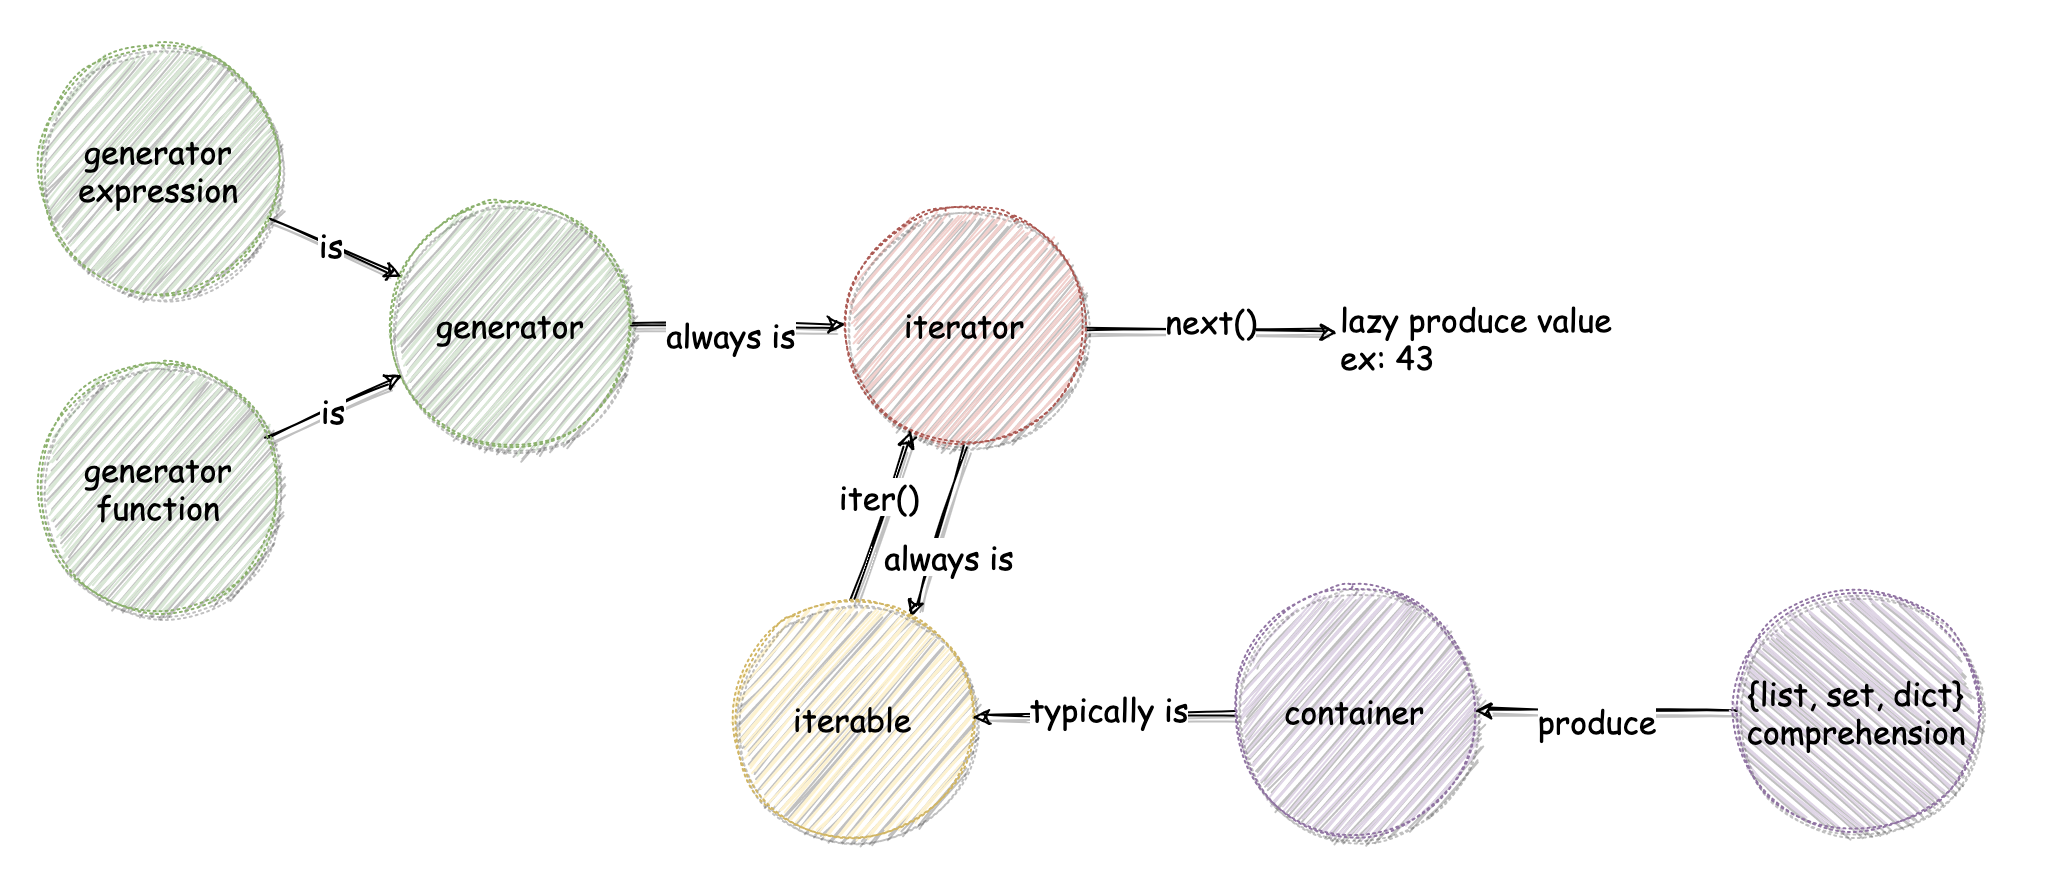 generator
expression
is
generator
always is
iterator
next()
lazy produce value
ex: 43
is
generator
function
iter()
always is
iterable
typically is
container
produce
{list, set, dict}
comprehension